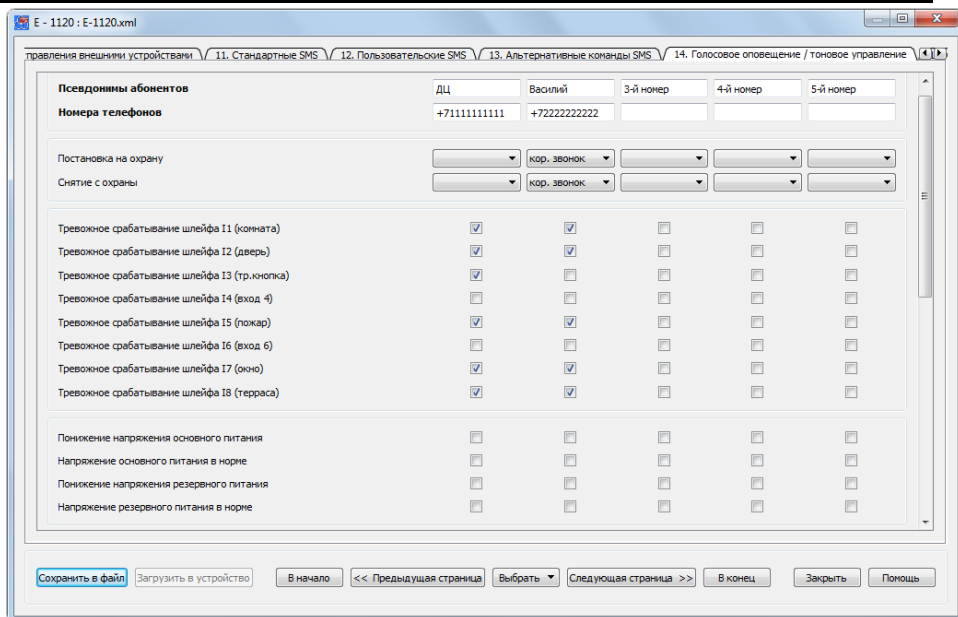 E - 1120 : E-1120.xml
правления внешними устройствами 11. Стандартные SMS 12. Пользовательские SMS 13. Альтернативные команды SMS 14. Голосовое оповещение / тоновое управление
Псевдонимы абонентов ДЦ Василий 3-й номер 4-й номер 5-й номер
Номера телефонов +71111111111 +72222222222
Постановка на охрану кор. звонок
Снятие с охраны кор. звонок
Тревожное срабатывание шлейфа I1 (комната)
Тревожное срабатывание шлейфа I2 (дверь)
Тревожное срабатывание шлейфа I3 (тр.кнопка)
Тревожное срабатывание шлейфа I4 (вход 4)
Тревожное срабатывание шлейфа I5 (пожар)
Тревожное срабатывание шлейфа I6 (вход 6)
Тревожное срабатывание шлейфа I7 (окно)
Тревожное срабатывание шлейфа I8 (терраса)
Понижение напряжения основного питания
Напряжение основного питания в норме
Понижение напряжения резервного питания
Напряжение резервного питания в норме
Сохранить в файл Загрузить в устройство В начало << Предыдущая страница Выбрать Следующая страница >> В конец Закрыть Помощь